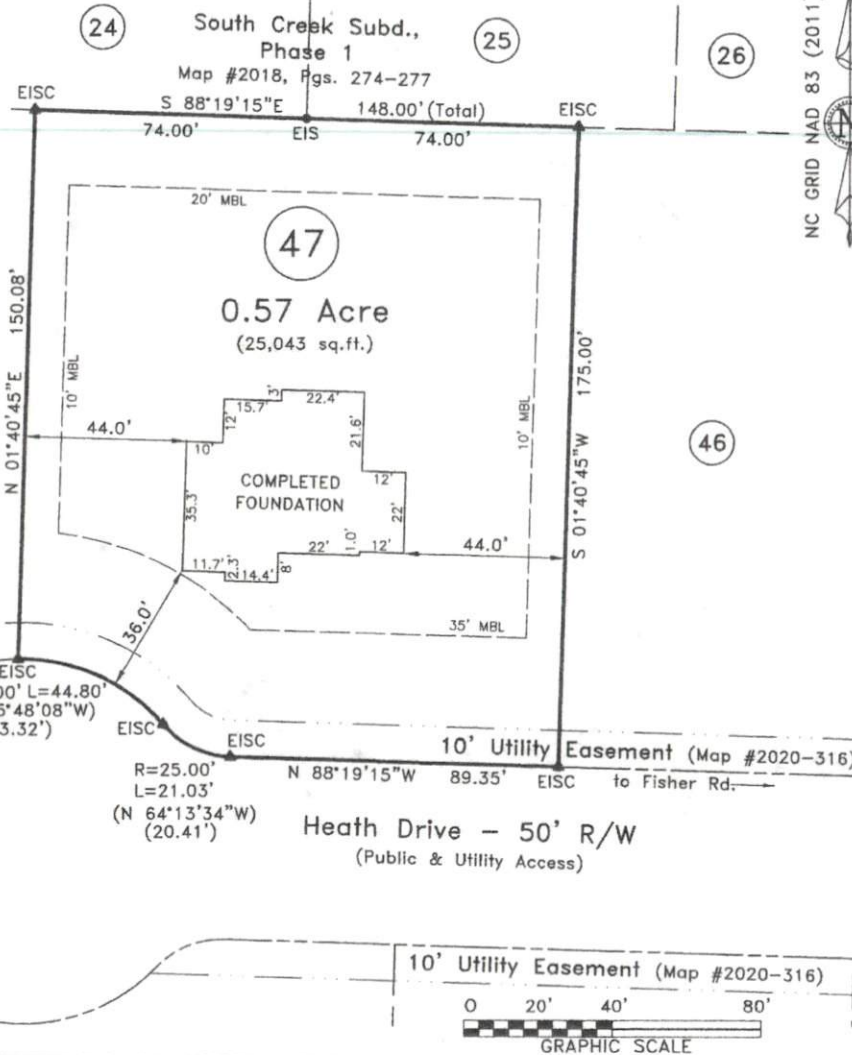 24
South Creek Subd.,
Phase 1
Map #2018, Pgs. 274-277
25
26
NC GRID NAD 83 (2011)
N
EISC
S 88°19'15"E
148.00' (Total)
EISC
74.00'
EIS
74.00'
20' MBL
47
0.57 Acre
(25,043 sq.ft.)
N 01°40'45"E 150.08'
10' MBL
10' MBL
S 01°40'45"W 175.00'
46
44.0'
10'
12'
15.7'
3'
22.4'
21.6'
12'
22'
COMPLETED
FOUNDATION
35.3'
11.7'
2.3'
14.4'
8'
22'
1.0'
12'
44.0'
36.0'
35' MBL
EISC
00' L=44.80'
6°48'08"W)
3.32')
EISC
EISC
R=25.00'
L=21.03'
(N 64°13'34"W)
(20.41')
10' Utility Easement (Map #2020-316)
N 88°19'15"W 89.35'
EISC
to Fisher Rd.
Heath Drive - 50' R/W
(Public & Utility Access)
10' Utility Easement (Map #2020-316)
0 20' 40' 80'
GRAPHIC SCALE